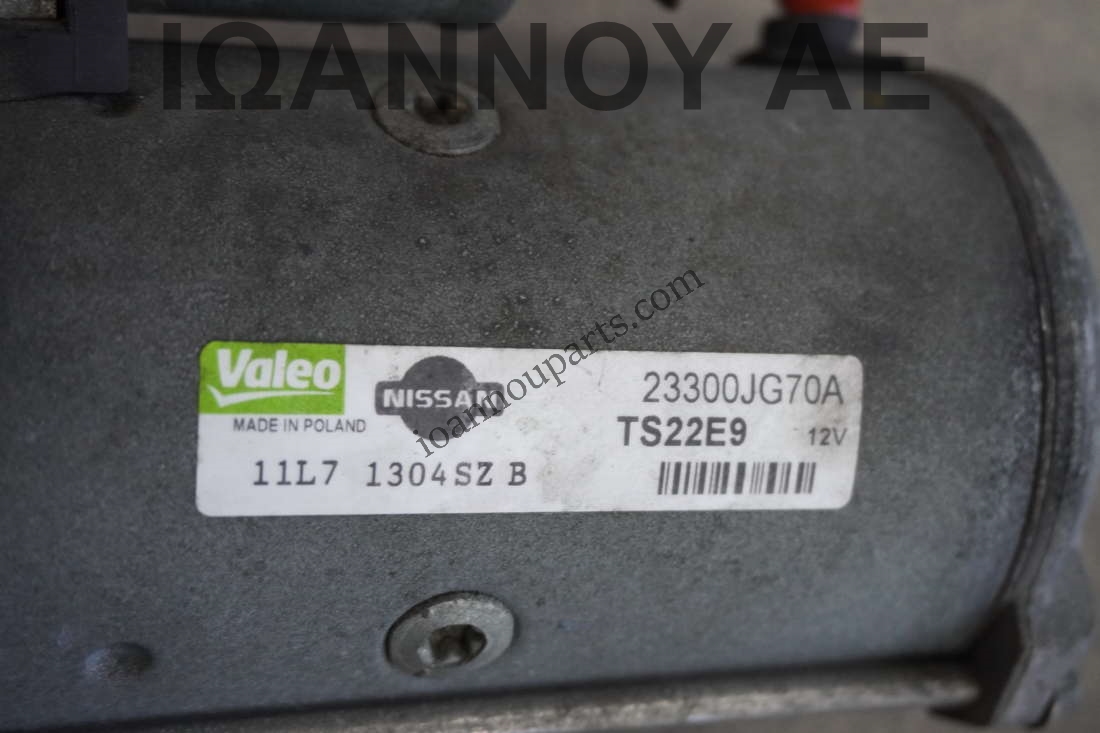 ΙΩΑΝΝΟΥ ΑΕ
ioannouparts.com
Valeo
MADE IN POLAND
NISSAN
23300JG70A
TS22E9 12V
11L7 1304SZ B